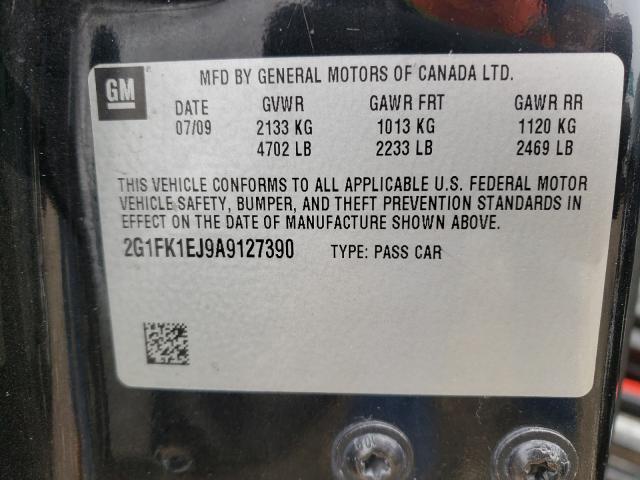 GM
MFD BY GENERAL MOTORS OF CANADA LTD.
DATE GVWR GAWR FRT GAWR RR
07/09 2133 KG 1013 KG 1120 KG
4702 LB 2233 LB 2469 LB
THIS VEHICLE CONFORMS TO ALL APPLICABLE U.S. FEDERAL MOTOR
VEHICLE SAFETY, BUMPER, AND THEFT PREVENTION STANDARDS IN
EFFECT ON THE DATE OF MANUFACTURE SHOWN ABOVE.
2G1FK1EJ9A9127390 TYPE: PASS CAR